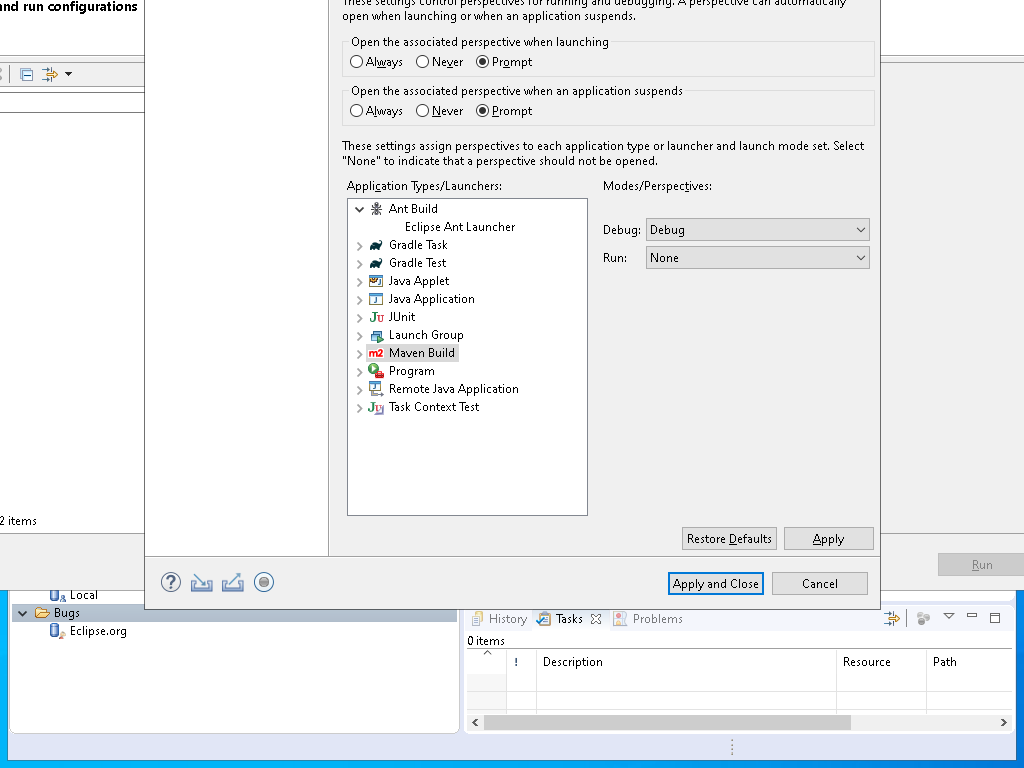 and run configurations
These settings control perspectives for running and debugging. A perspective can automatically
open when launching or when an application suspends.
Open the associated perspective when launching
Always
Never
Prompt
Open the associated perspective when an application suspends
Always
Never
Prompt
These settings assign perspectives to each application type or launcher and launch mode set. Select
"None" to indicate that a perspective should not be opened.
Application Types/Launchers:
Modes/Perspectives:
Ant Build
Eclipse Ant Launcher
Gradle Task
Gradle Test
Java Applet
Java Application
Ju JUnit
Launch Group
m2 Maven Build
Program
Remote Java Application
Ju Task Context Test
Debug: Debug
Run: None
2 items
Restore Defaults
Apply
Run
?
Apply and Close
Cancel
Local
Bugs
Eclipse.org
History
Tasks
Problems
0 items
! Description Resource Path